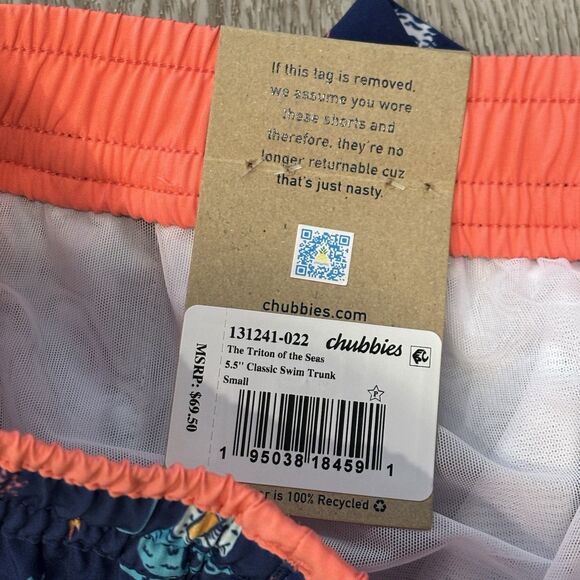 If this tag is removed,
we assume you wore
these shorts and
therefore, they're no
longer returnable cuz
that's just nasty.
chubbies.com
131241-022 chubbies
The Triton of the Seas
5.5" Classic Swim Trunk
Small
MSRP: $69.50
F
1 95038 18459 1
er is 100% Recycled